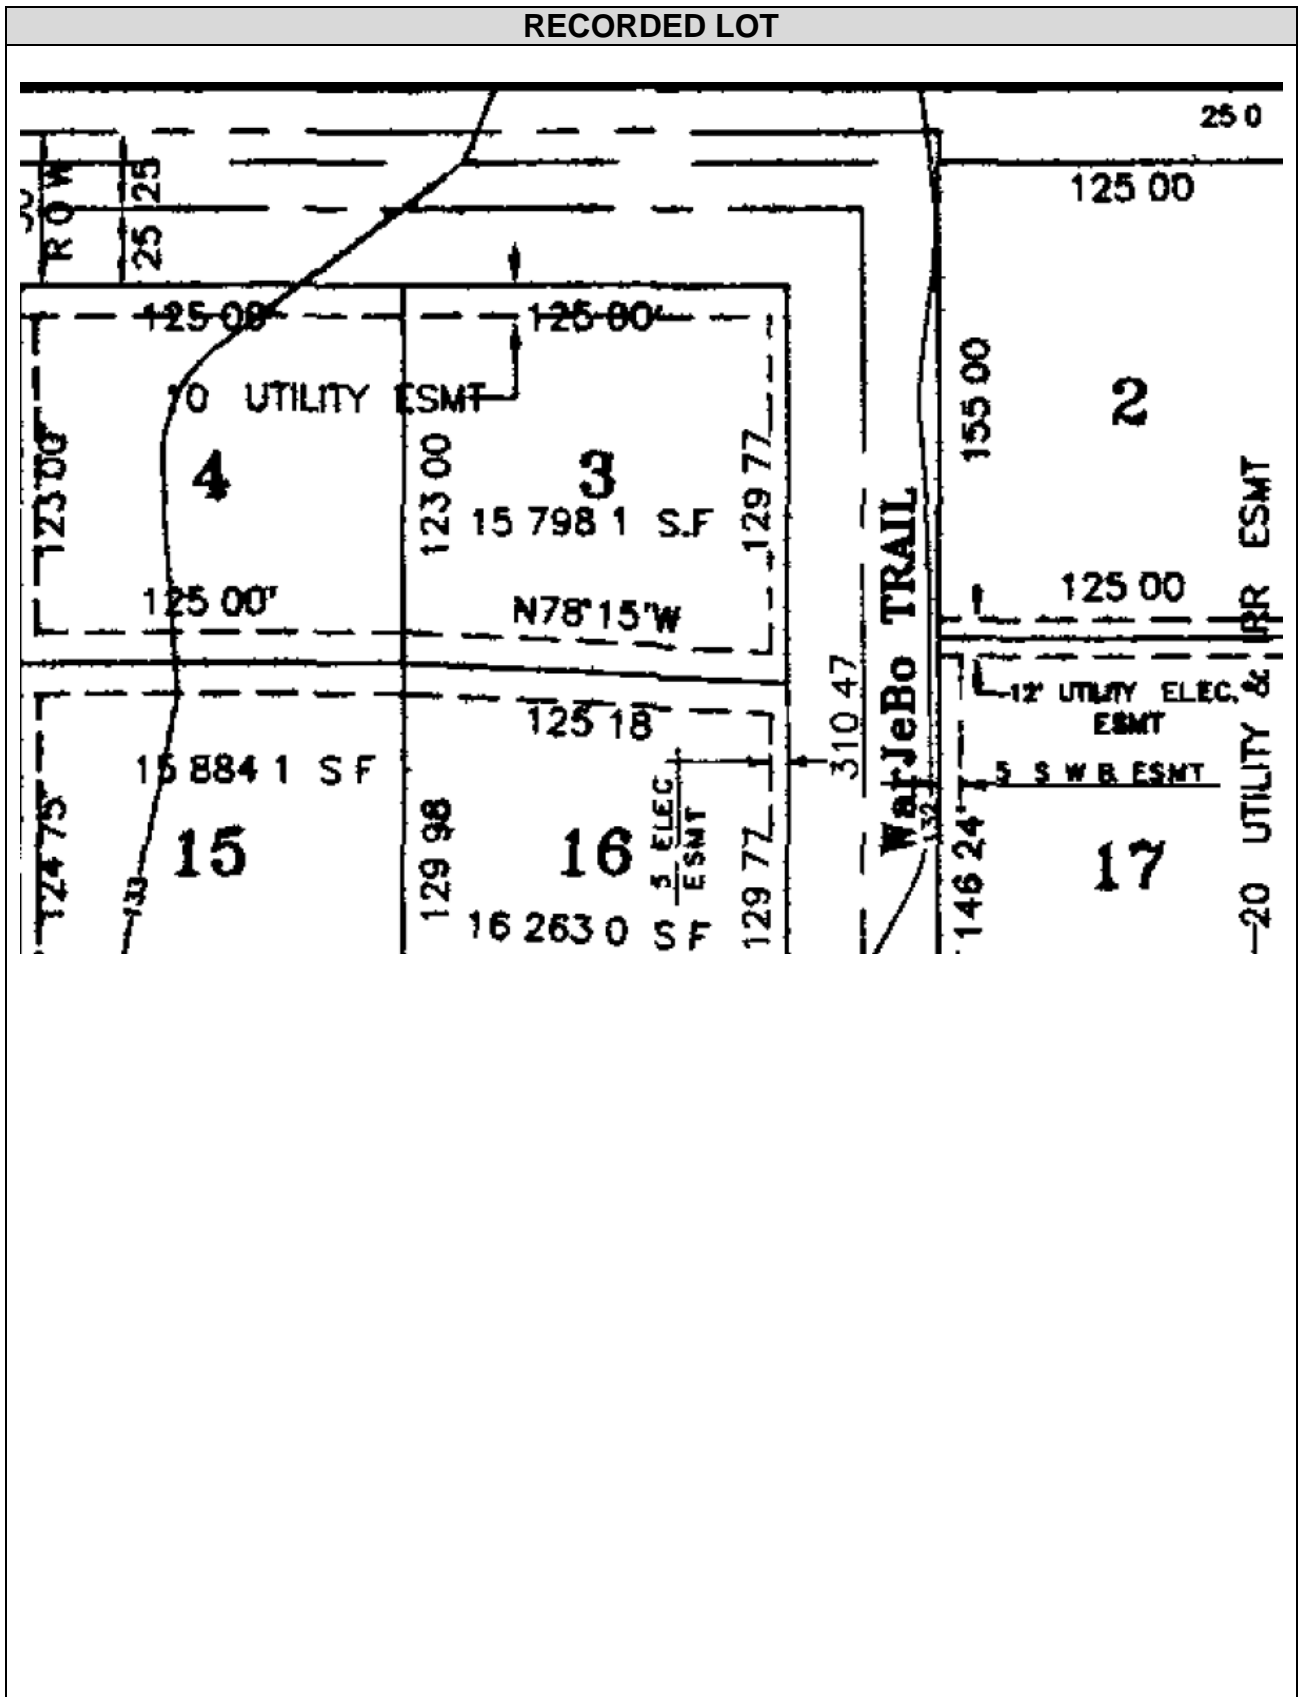 RECORDED LOT
25 0
125 00
R O W
25
25
125 00'
125 00'
10 UTILITY ESMT
155 00
2
123 00'
4
123 00
3
15 798 1 S.F
129 77
125 00'
N78°15'W
125 00
WarJeBo TRAIL
310 47
12' UTILITY ELEC.
ESMT
20 UTILITY & IRR ESMT
125 18
15 884 1 S F
5 ELEC
ESMT
5 S W B ESMT
124 75'
15
133
129 98
16
16 263 0 S F
129 77
132
146 24'
17